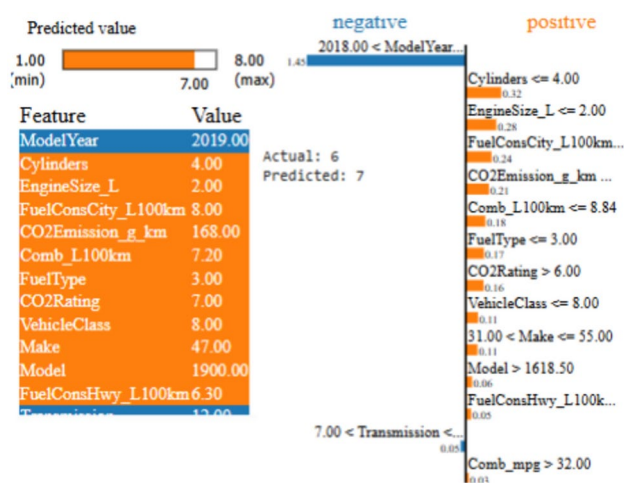 Predicted value
1.00
(min)
7.00
8.00
(max)
Feature Value
ModelYear 2019.00
Cylinders 4.00
EngineSize_L 2.00
FuelConsCity_L100km 8.00
CO2Emission_g_km 168.00
Comb_L100km 7.20
FuelType 3.00
CO2Rating 7.00
VehicleClass 8.00
Make 47.00
Model 1900.00
FuelConsHwy_L100km 6.30
Transmission 12.00
Actual: 6
Predicted: 7
negative positive
2018.00 < ModelYear...
1.45
Cylinders <= 4.00
0.32
EngineSize_L <= 2.00
0.28
FuelConsCity_L100km...
0.24
CO2Emission_g_km ...
0.21
Comb_L100km <= 8.84
0.18
FuelType <= 3.00
0.17
CO2Rating > 6.00
0.16
VehicleClass <= 8.00
0.11
31.00 < Make <= 55.00
0.11
Model > 1618.50
0.06
FuelConsHwy_L100k...
0.05
7.00 < Transmission <...
0.05
Comb_mpg > 32.00
0.03